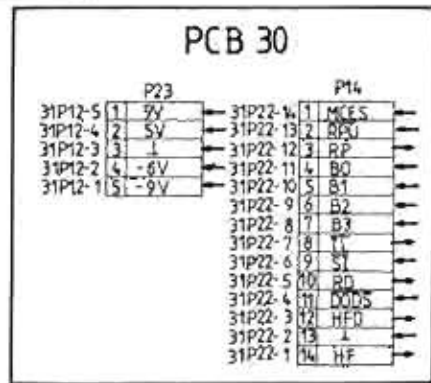 PCB 30
P23
31P12-5 1 9V
31P12-4 2 5V
31P12-3 3 ⊥
31P12-2 4 -6V
31P12-1 5 -9V
P14
31P22-14 1 MCES
31P22-13 2 RPU
31P22-12 3 RP
31P22-11 4 B0
31P22-10 5 B1
31P22-9 6 B2
31P22-8 7 B3
31P22-7 8
31P22-6 9 SI
31P22-5 10 RD
31P22-4 11 DODS
31P22-3 12 HFD
31P22-2 13 ⊥
31P22-1 14 HF